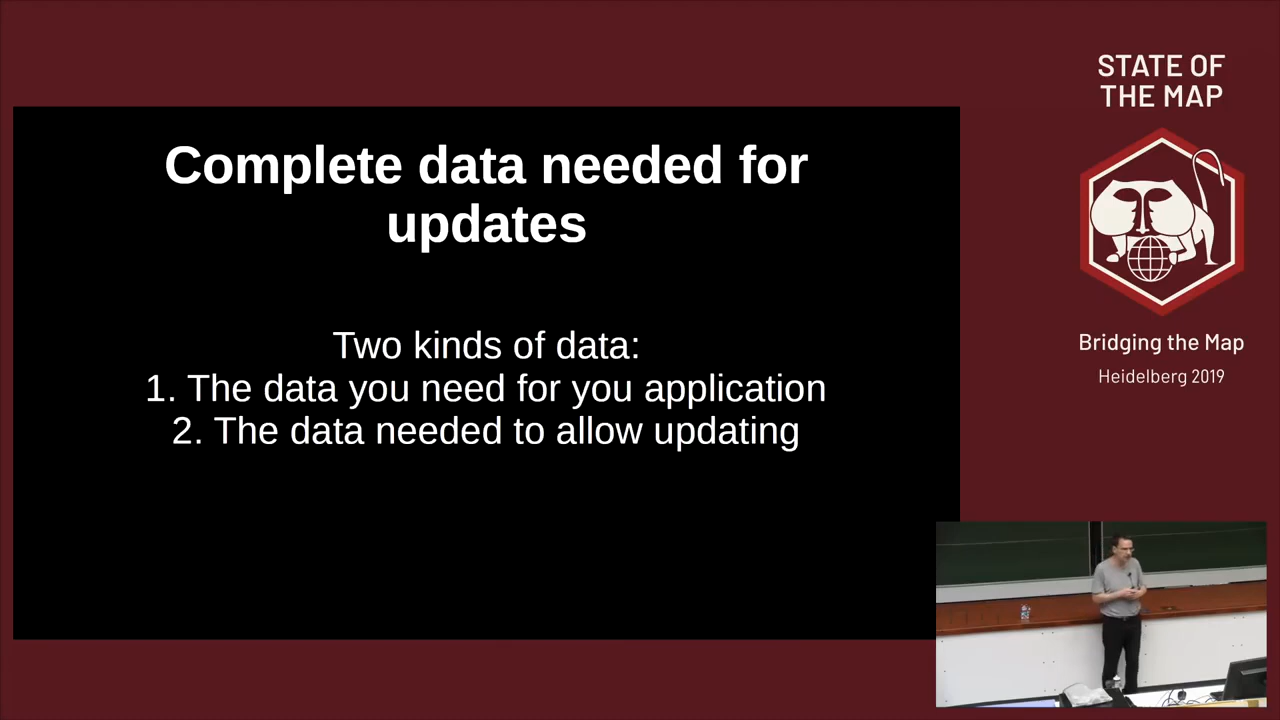 STATE OF
THE MAP
Complete data needed for
updates
Two kinds of data:
1. The data you need for you application
2. The data needed to allow updating
Bridging the Map
Heidelberg 2019